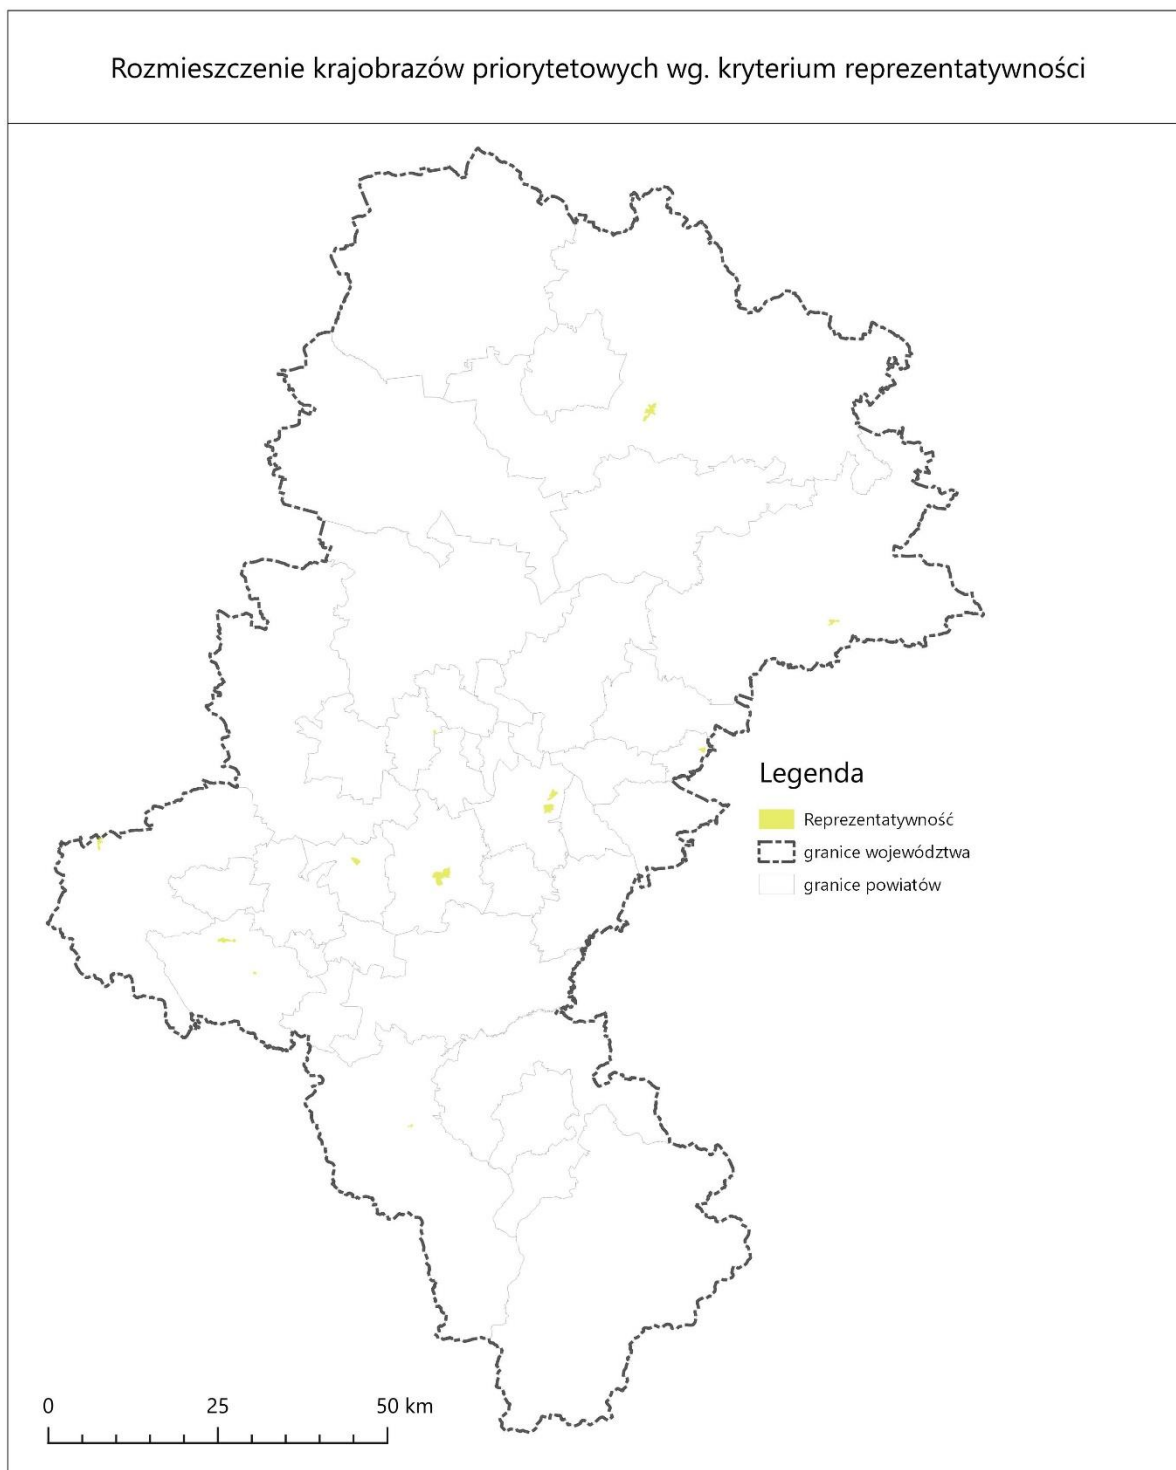 Rozmieszczenie krajobrazów priorytetowych wg. kryterium reprezentatywności
Legenda
Reprezentatywność
granice województwa
granice powiatów
0 25 50 km